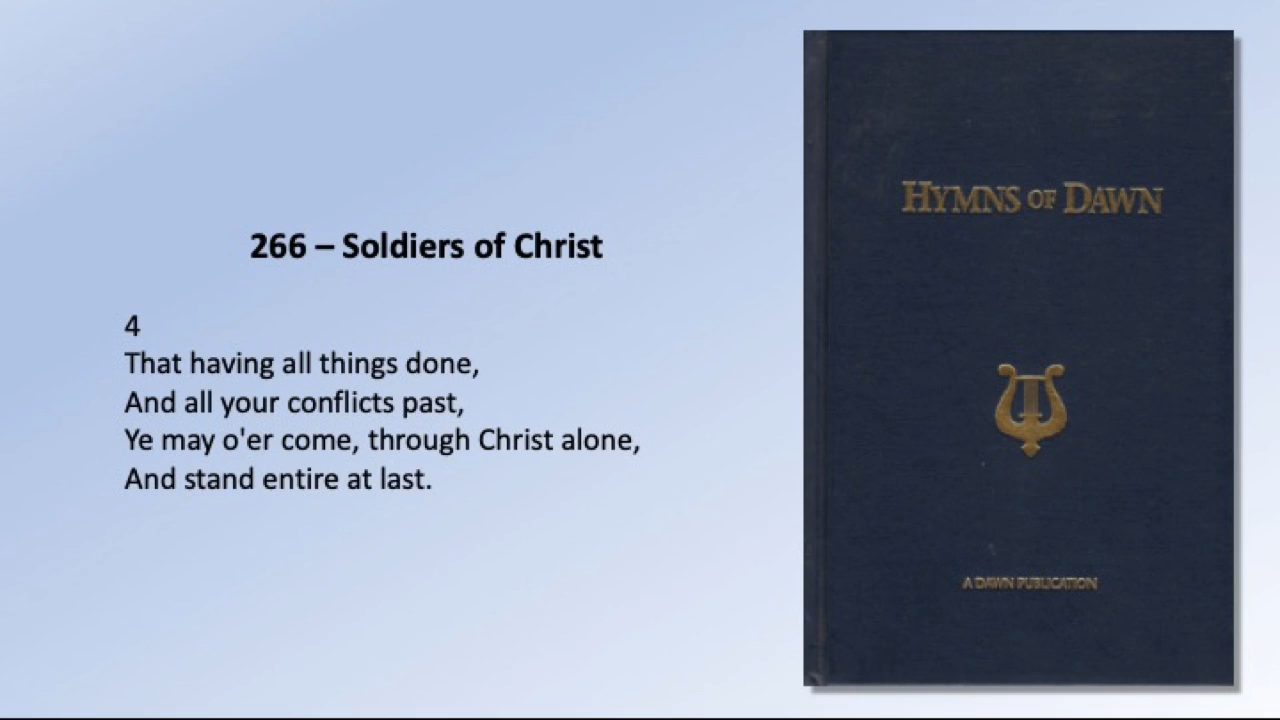 266 – Soldiers of Christ
4
That having all things done,
And all your conflicts past,
Ye may o'er come, through Christ alone,
And stand entire at last.
HYMNS OF DAWN
A DAWN PUBLICATION